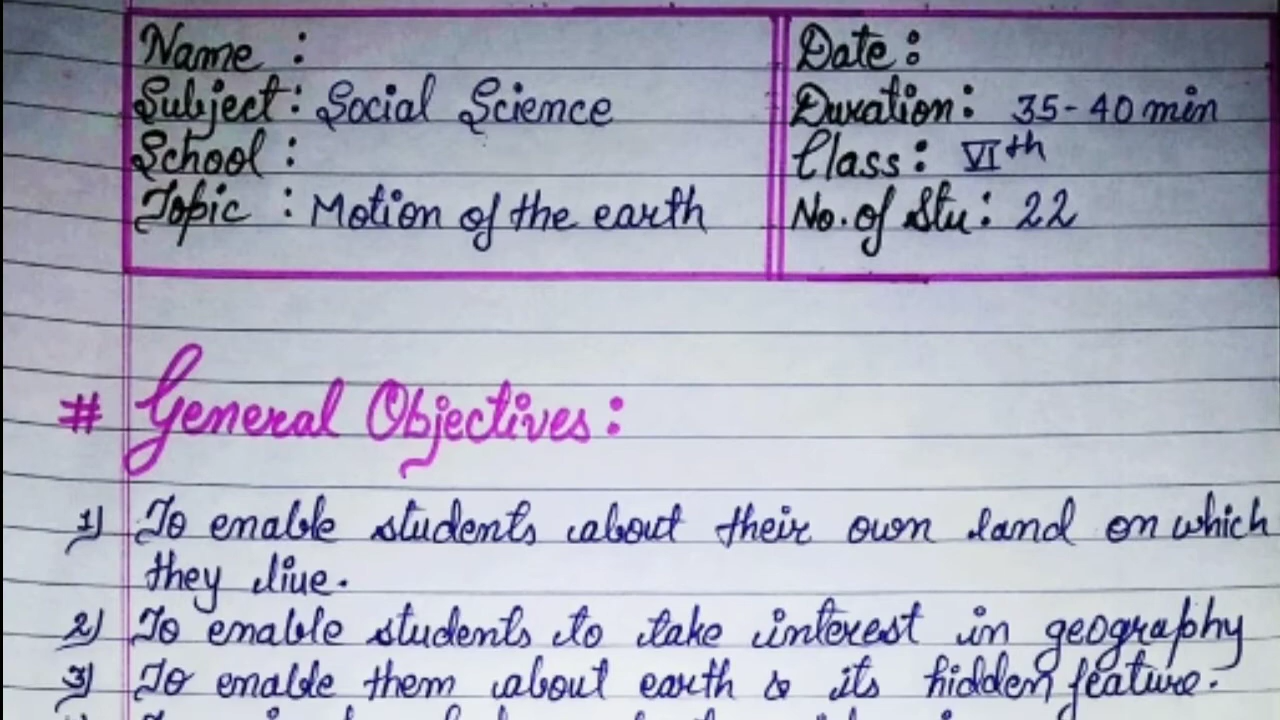 Name :
Subject : Social Science
School :
Topic : Motion of the earth
Date :
Duration : 35-40 min
Class : VIth
No. of Stu : 22
# General Objectives :
1) To enable students about their own land on which
they live.
2) To enable students to take interest in geography
3) To enable them about earth & its hidden feature.